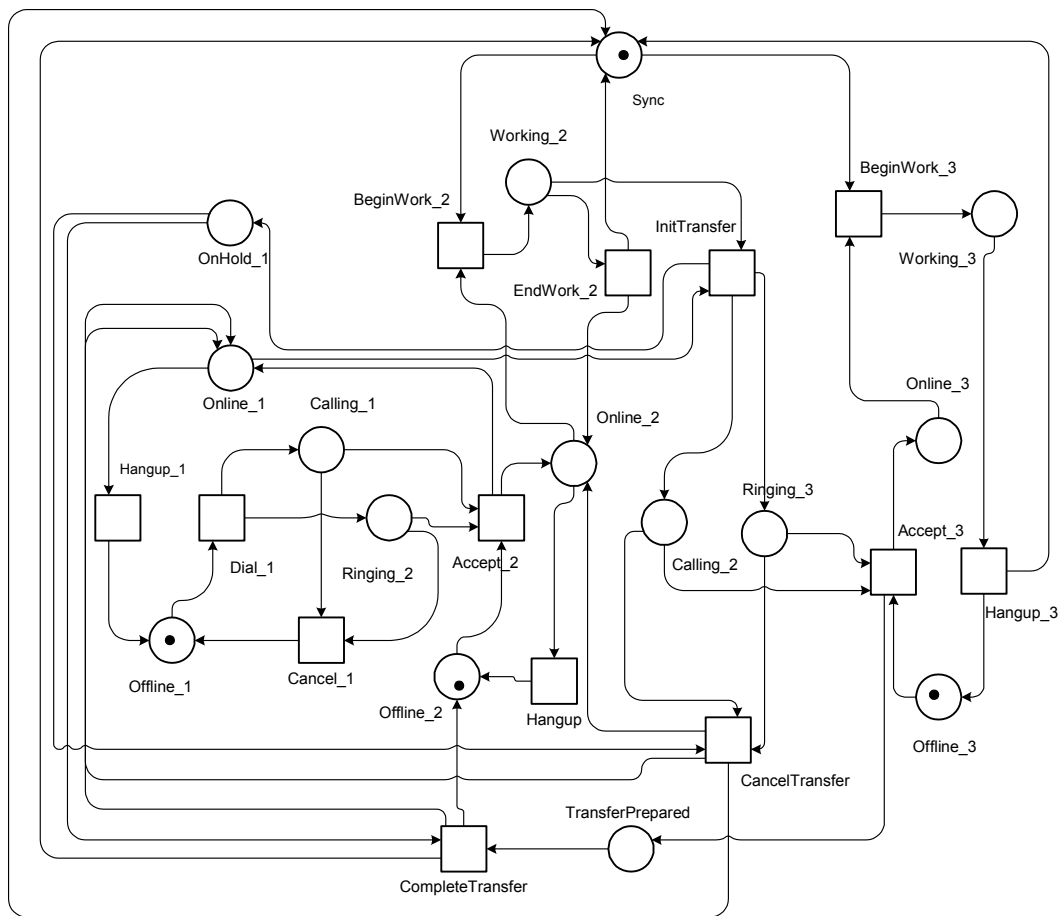 Sync
Working_2
BeginWork_3
BeginWork_2
InitTransfer
OnHold_1
Working_3
EndWork_2
Online_3
Online_1
Calling_1
Online_2
Hangup_1
Ringing_3
Accept_3
Dial_1
Ringing_2
Accept_2
Calling_2
Hangup_3
Cancel_1
Offline_1
Offline_2
Hangup
Offline_3
CancelTransfer
TransferPrepared
CompleteTransfer